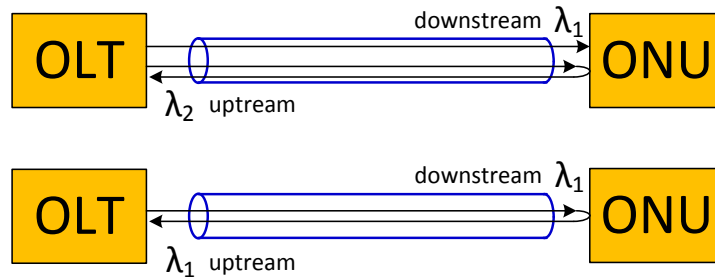 downstream λ1
OLT ONU
λ2 uptream
downstream λ1
OLT ONU
λ1 uptream